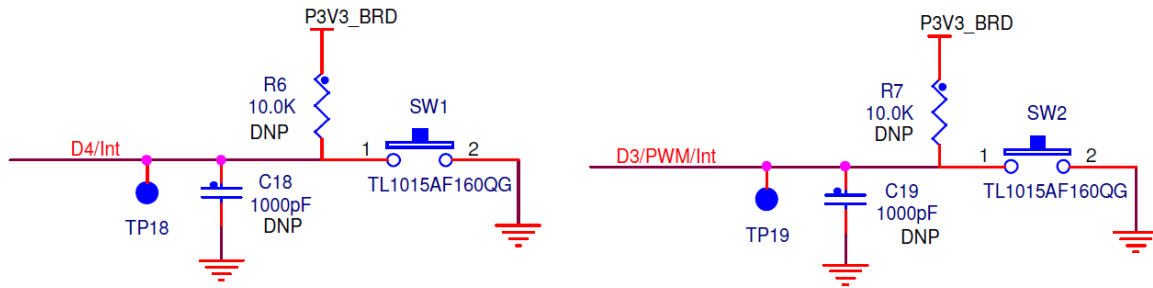 P3V3_BRD
R6
10.0K
DNP
SW1
D4/Int
1
2
TL1015AF160QG
C18
1000pF
DNP
TP18
P3V3_BRD
R7
10.0K
DNP
SW2
D3/PWM/Int
1
2
TL1015AF160QG
C19
1000pF
DNP
TP19